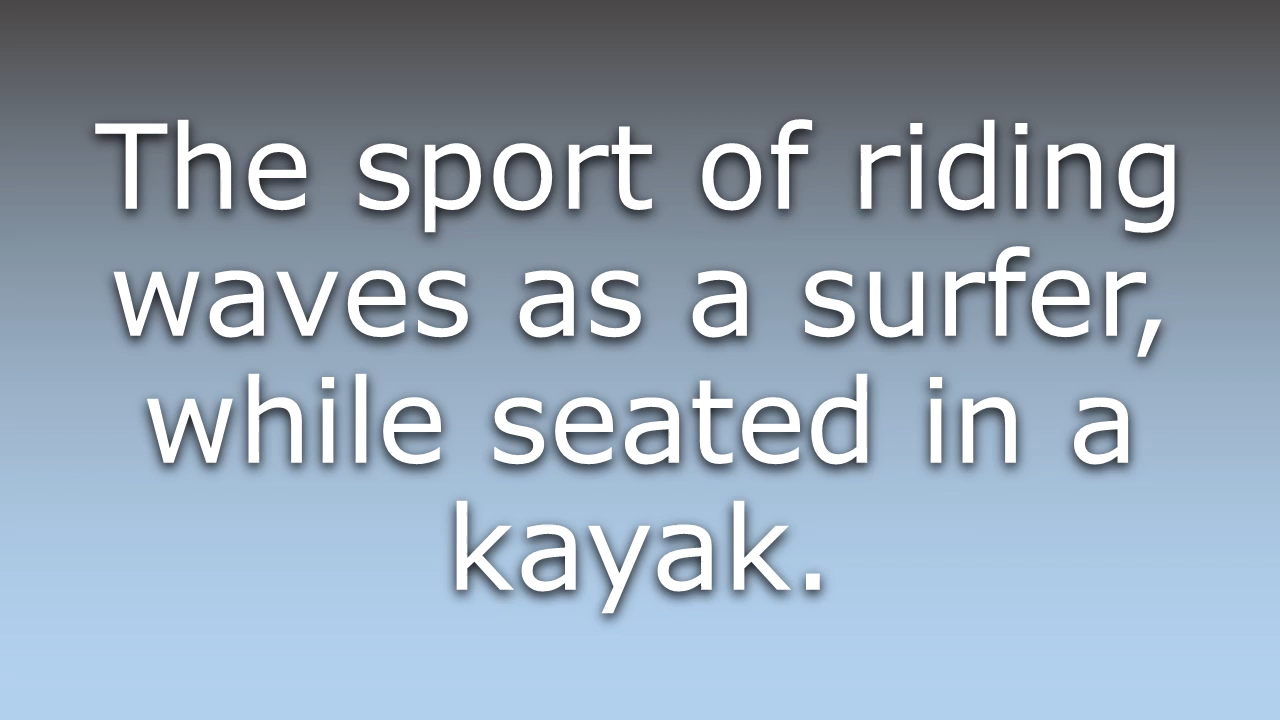 The sport of riding
waves as a surfer,
while seated in a
kayak.